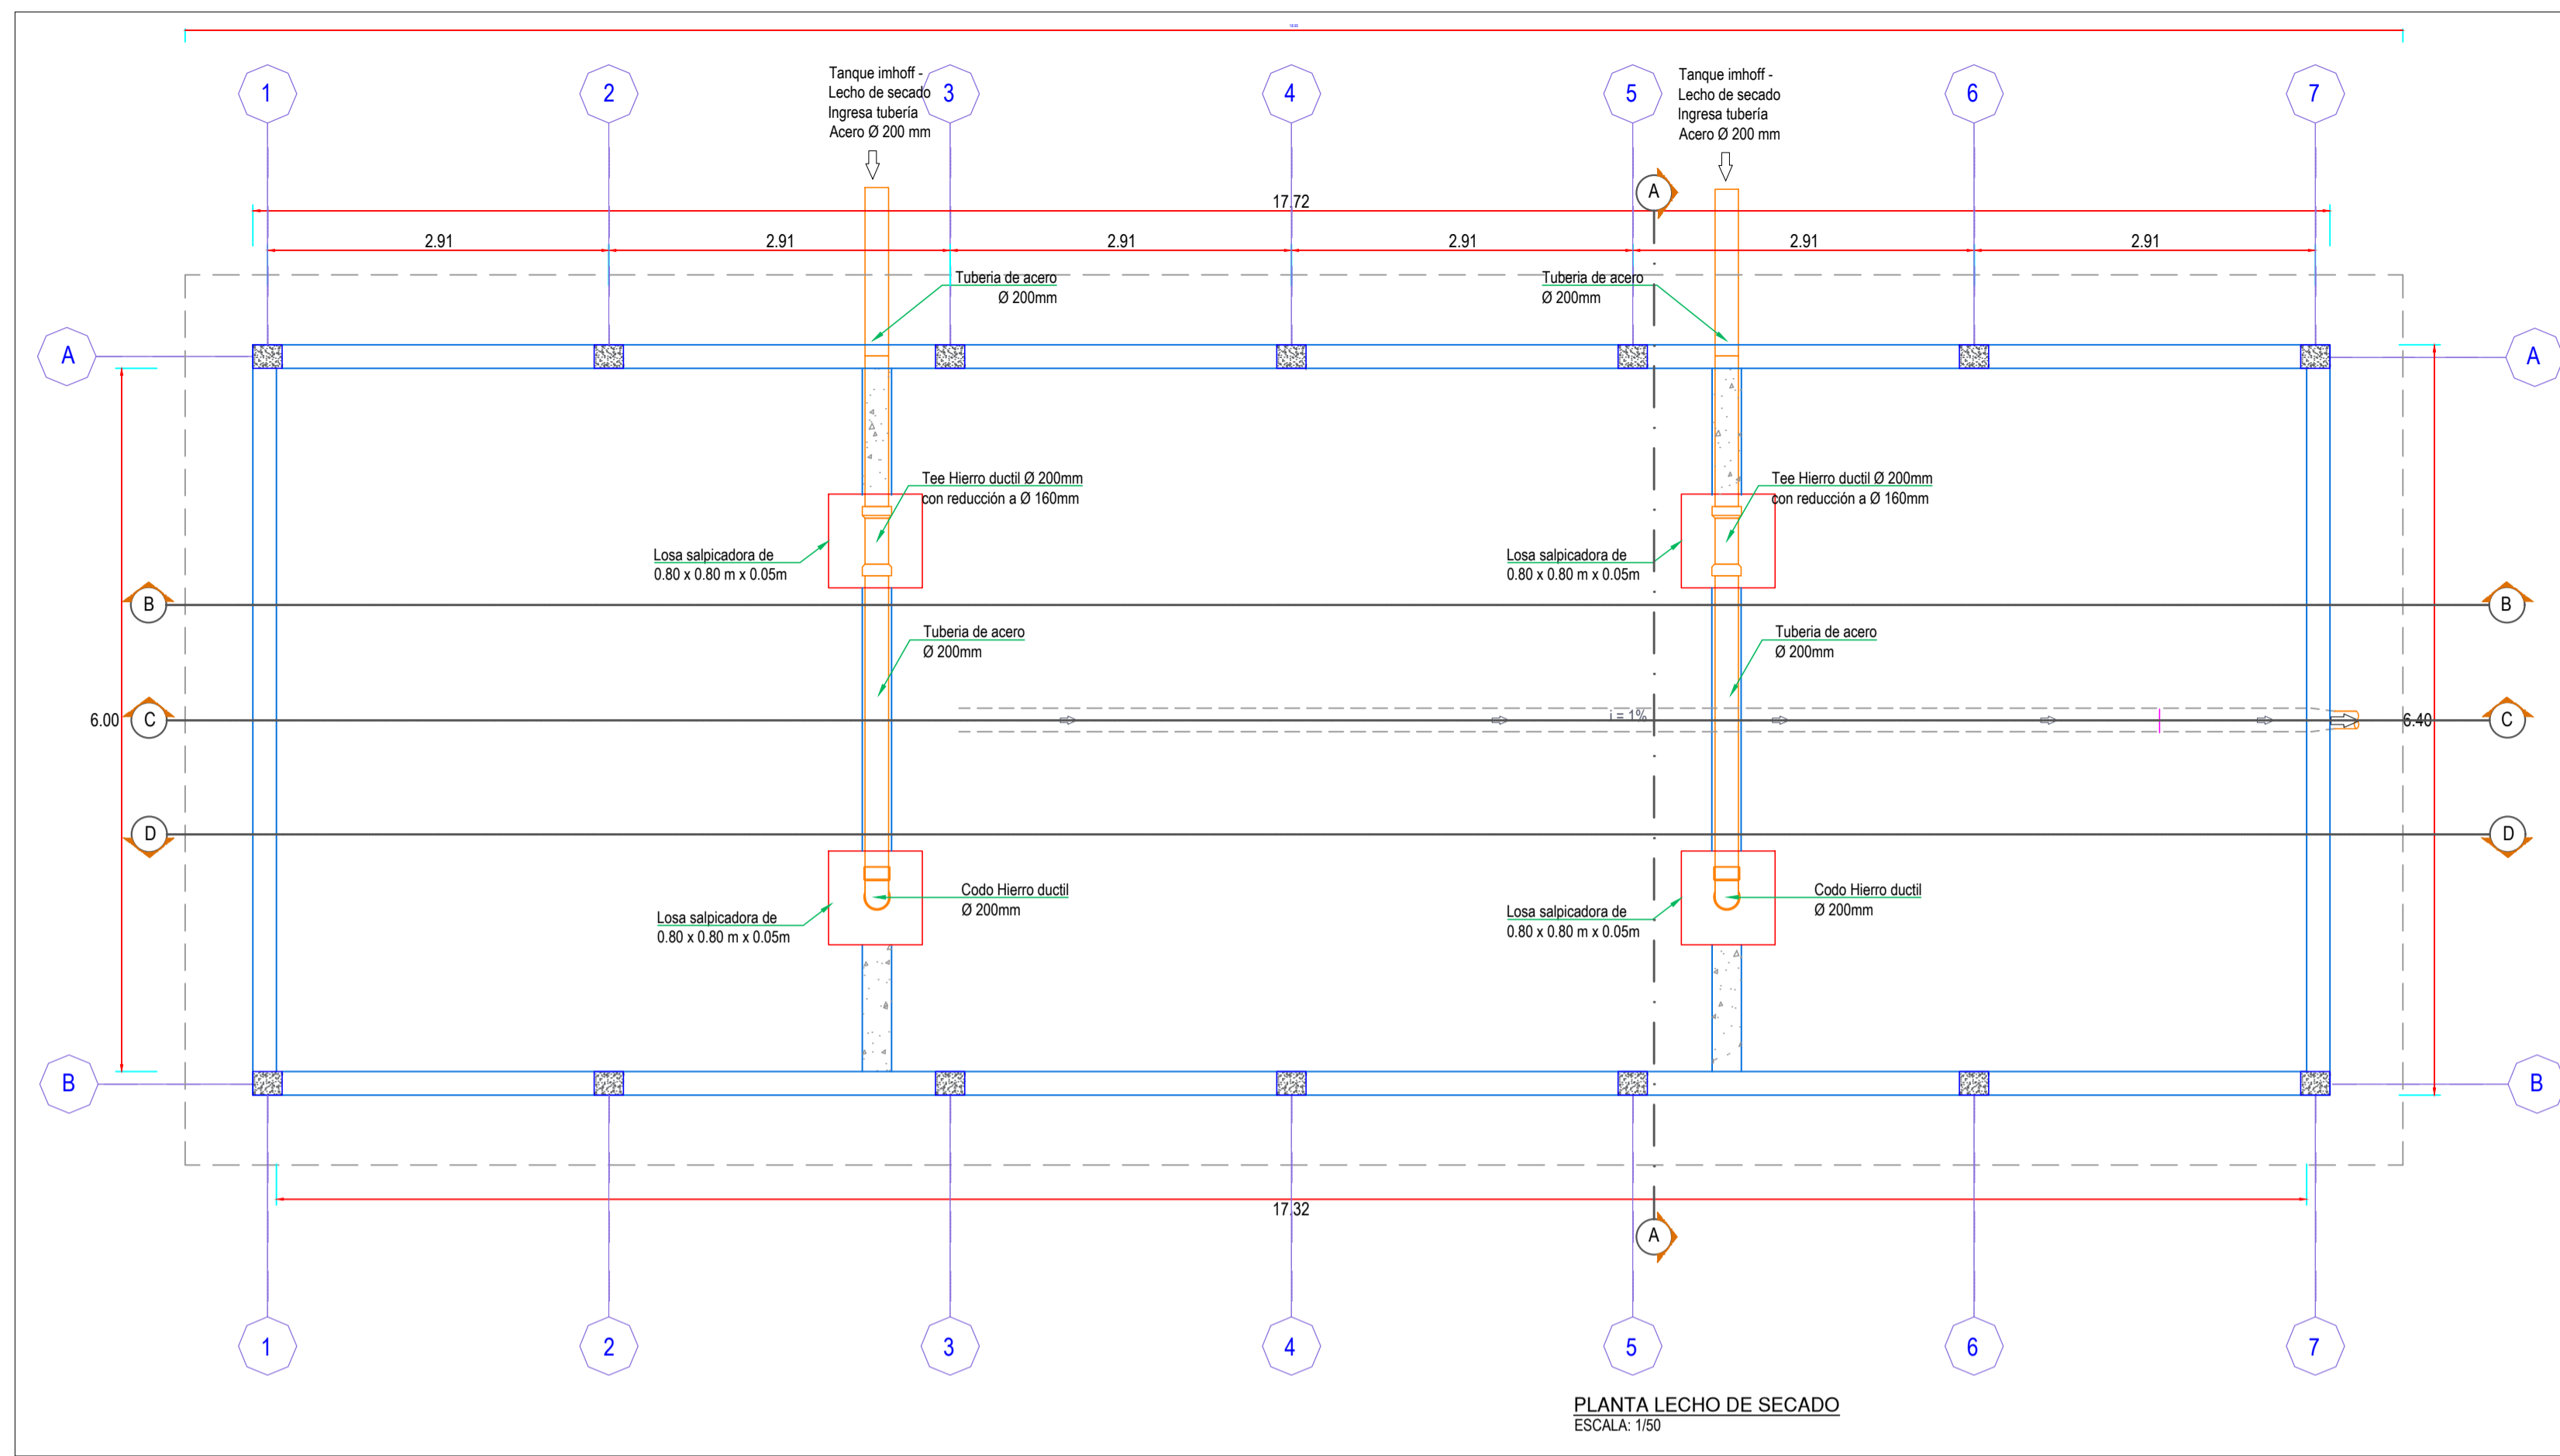 1
2
3
4
5
6
7
Tanque imhoff -
Lecho de secado
Ingresa tubería
Acero Ø 200 mm
Tanque imhoff -
Lecho de secado
Ingresa tubería
Acero Ø 200 mm
A
17.72
2.91
2.91
2.91
2.91
2.91
2.91
Tuberia de acero
Ø 200mm
Tuberia de acero
Ø 200mm
A
A
Tee Hierro ductil Ø 200mm
con reducción a Ø 160mm
Tee Hierro ductil Ø 200mm
con reducción a Ø 160mm
Losa salpicadora de
0.80 x 0.80 m x 0.05m
Losa salpicadora de
0.80 x 0.80 m x 0.05m
B
B
Tuberia de acero
Ø 200mm
Tuberia de acero
Ø 200mm
6.00
C
i = 1%
6.40
C
D
D
Codo Hierro ductil
Ø 200mm
Codo Hierro ductil
Ø 200mm
Losa salpicadora de
0.80 x 0.80 m x 0.05m
Losa salpicadora de
0.80 x 0.80 m x 0.05m
B
B
17.32
A
1
2
3
4
5
6
7
PLANTA LECHO DE SECADO
ESCALA: 1/50